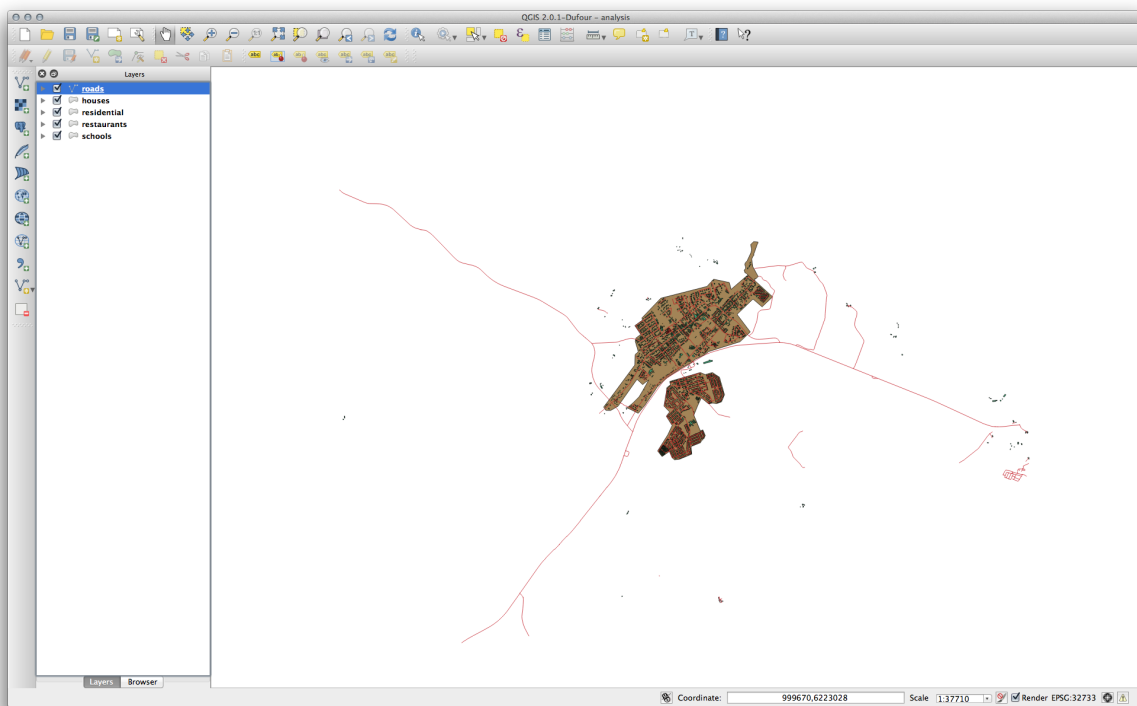 QGIS 2.0.1-Dufour - analysis
Layers
roads
houses
residential
restaurants
schools
Layers Browser
Coordinate: 999670,6223028 Scale 1:37710 Render EPSG:32733